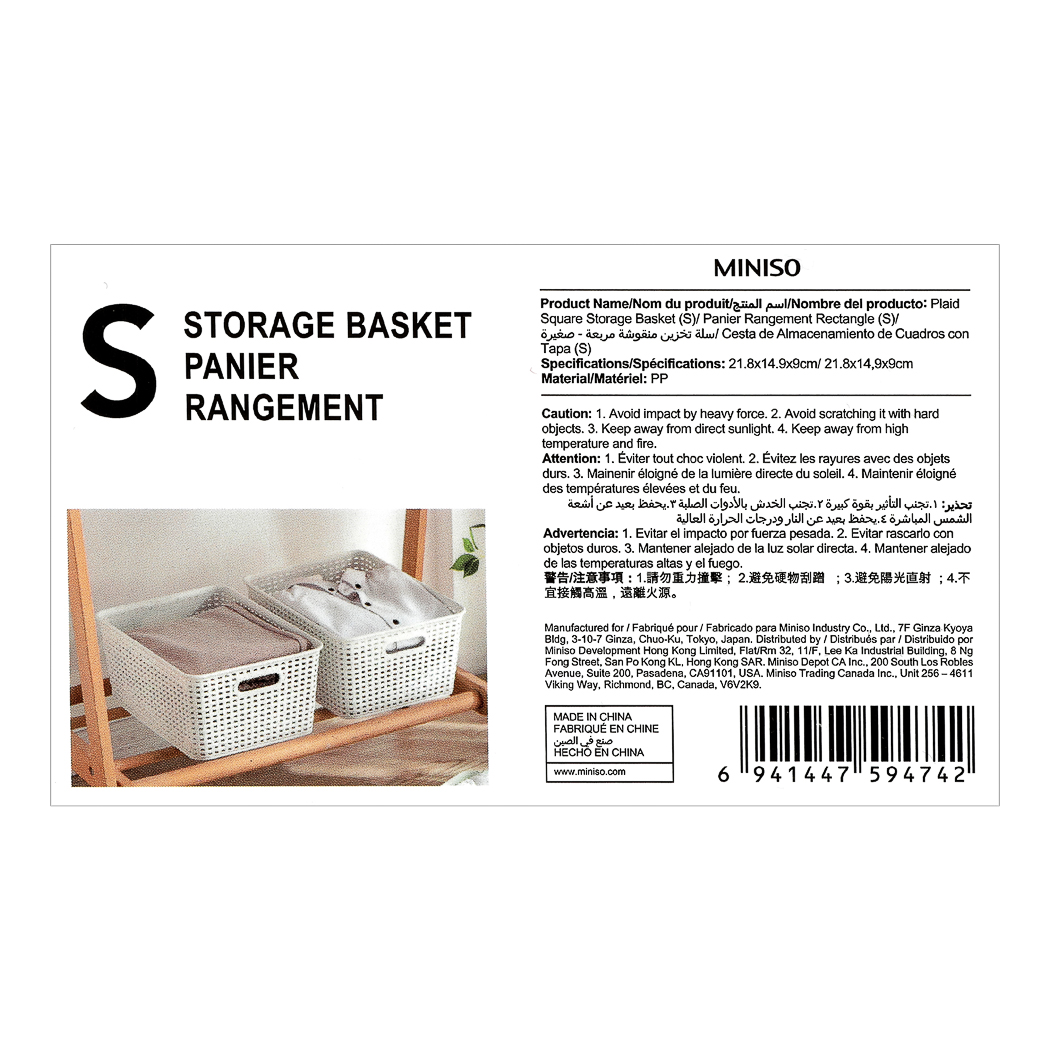 S
STORAGE BASKET
PANIER
RANGEMENT
MINISO
Product Name/Nom du produit/اسم المنتج/Nombre del producto: Plaid
Square Storage Basket (S)/ Panier Rangement Rectangle (S)/
سلة تخزين منقوشة مربعة - صغيرة/ Cesta de Almacenamiento de Cuadros con
Tapa (S)
Specifications/Spécifications: 21.8x14.9x9cm/ 21.8x14,9x9cm
Material/Matériel: PP
Caution: 1. Avoid impact by heavy force. 2. Avoid scratching it with hard
objects. 3. Keep away from direct sunlight. 4. Keep away from high
temperature and fire.
Attention: 1. Éviter tout choc violent. 2. Évitez les rayures avec des objets
durs. 3. Mainenir éloigné de la lumière directe du soleil. 4. Maintenir éloigné
des températures élevées et du feu.
تحذير: ١.تجنب التأثير بقوة كبيرة ٢.تجنب الخدش بالأدوات الصلبة ٣.يحفظ بعيد عن أشعة
الشمس المباشرة ٤.يحفظ بعيد عن النار ودرجات الحرارة العالية
Advertencia: 1. Evitar el impacto por fuerza pesada. 2. Evitar rascarlo con
objetos duros. 3. Mantener alejado de la luz solar directa. 4. Mantener alejado
de las temperaturas altas y el fuego.
警告/注意事項：1.請勿重力撞擊；2.避免硬物刮蹭 ；3.避免陽光直射 ；4.不
宜接觸高溫，遠離火源。
Manufactured for / Fabriqué pour / Fabricado para Miniso Industry Co., Ltd., 7F Ginza Kyoya
Bldg, 3-10-7 Ginza, Chuo-Ku, Tokyo, Japan. Distributed by / Distribués par / Distribuido por
Miniso Development Hong Kong Limited, Flat/Rm 32, 11/F, Lee Ka Industrial Building, 8 Ng
Fong Street, San Po Kong KL, Hong Kong SAR. Miniso Depot CA Inc., 200 South Los Robles
Avenue, Suite 200, Pasadena, CA91101, USA. Miniso Trading Canada Inc., Unit 256 – 4611
Viking Way, Richmond, BC, Canada, V6V2K9.
MADE IN CHINA
FABRIQUÉ EN CHINE
صنع في الصين
HECHO EN CHINA
www.miniso.com
6 941447 594742